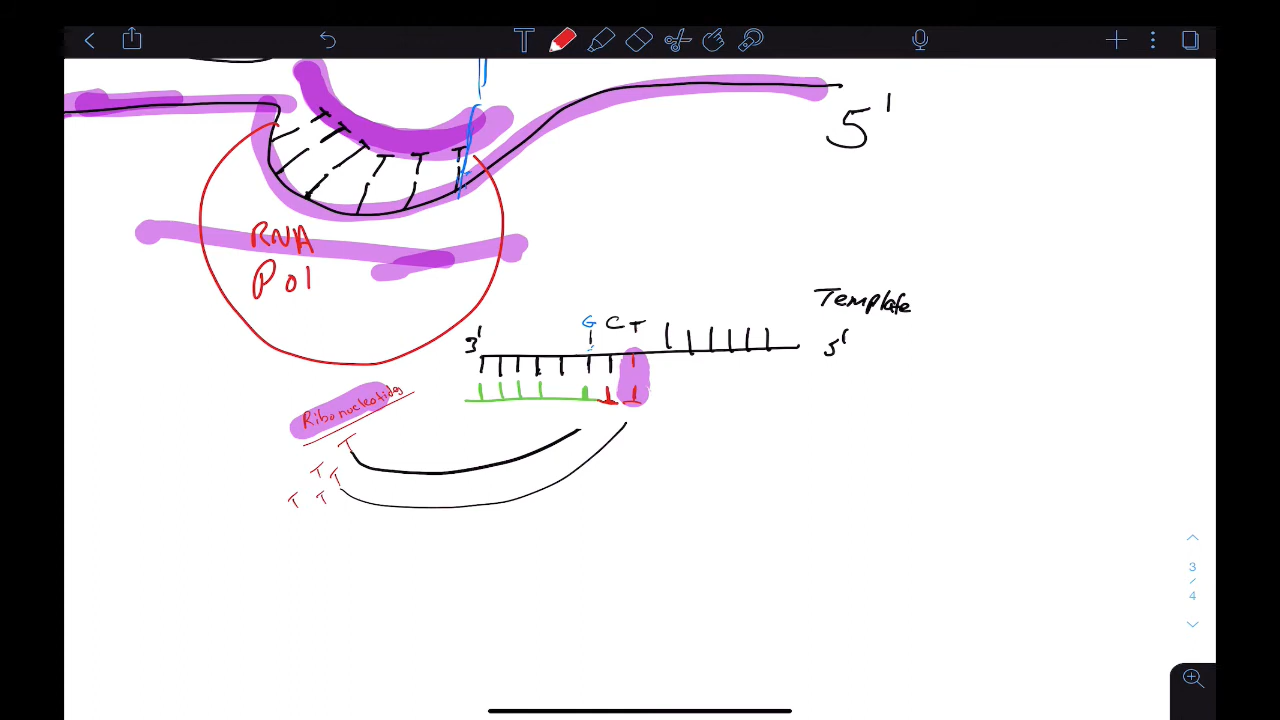 5'
RNA
Pol
Template
3' G C T 5'
Ribonucleotides
3
/
4